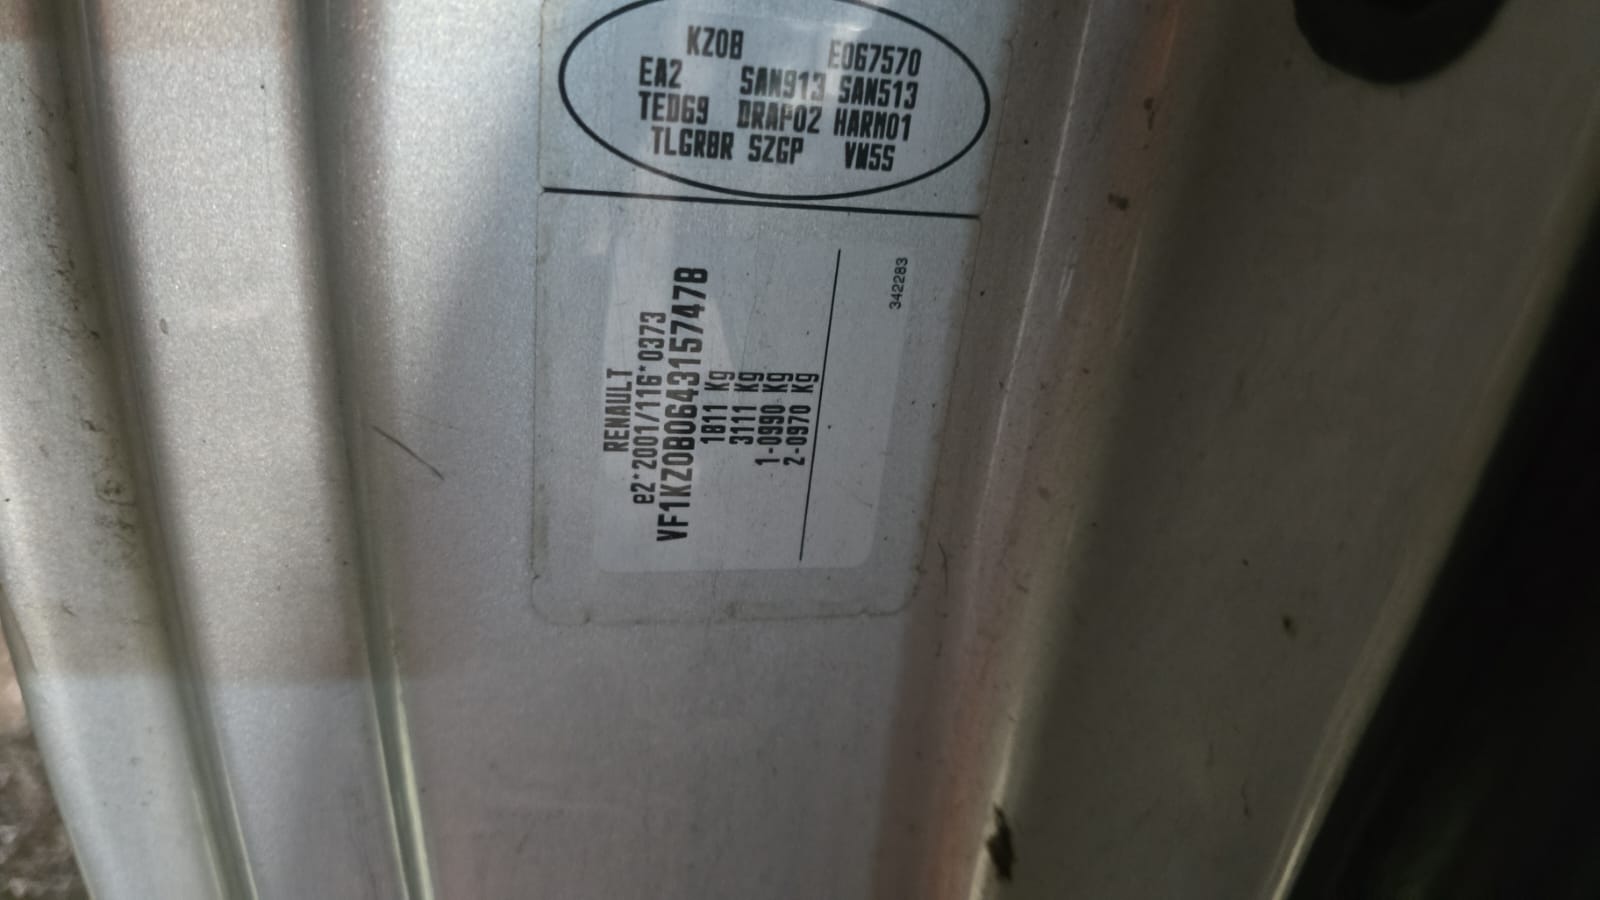 KZ0B E067570
EA2 SAN913 SAN513
TED69 DRAP02 HARM01
TLGRBR SZGP VM5S
RENAULT
e2*2001/116*0373
VF1KZ0B0643157478
1811 Kg
3111 Kg
1-0990 Kg
2-0970 Kg
342283